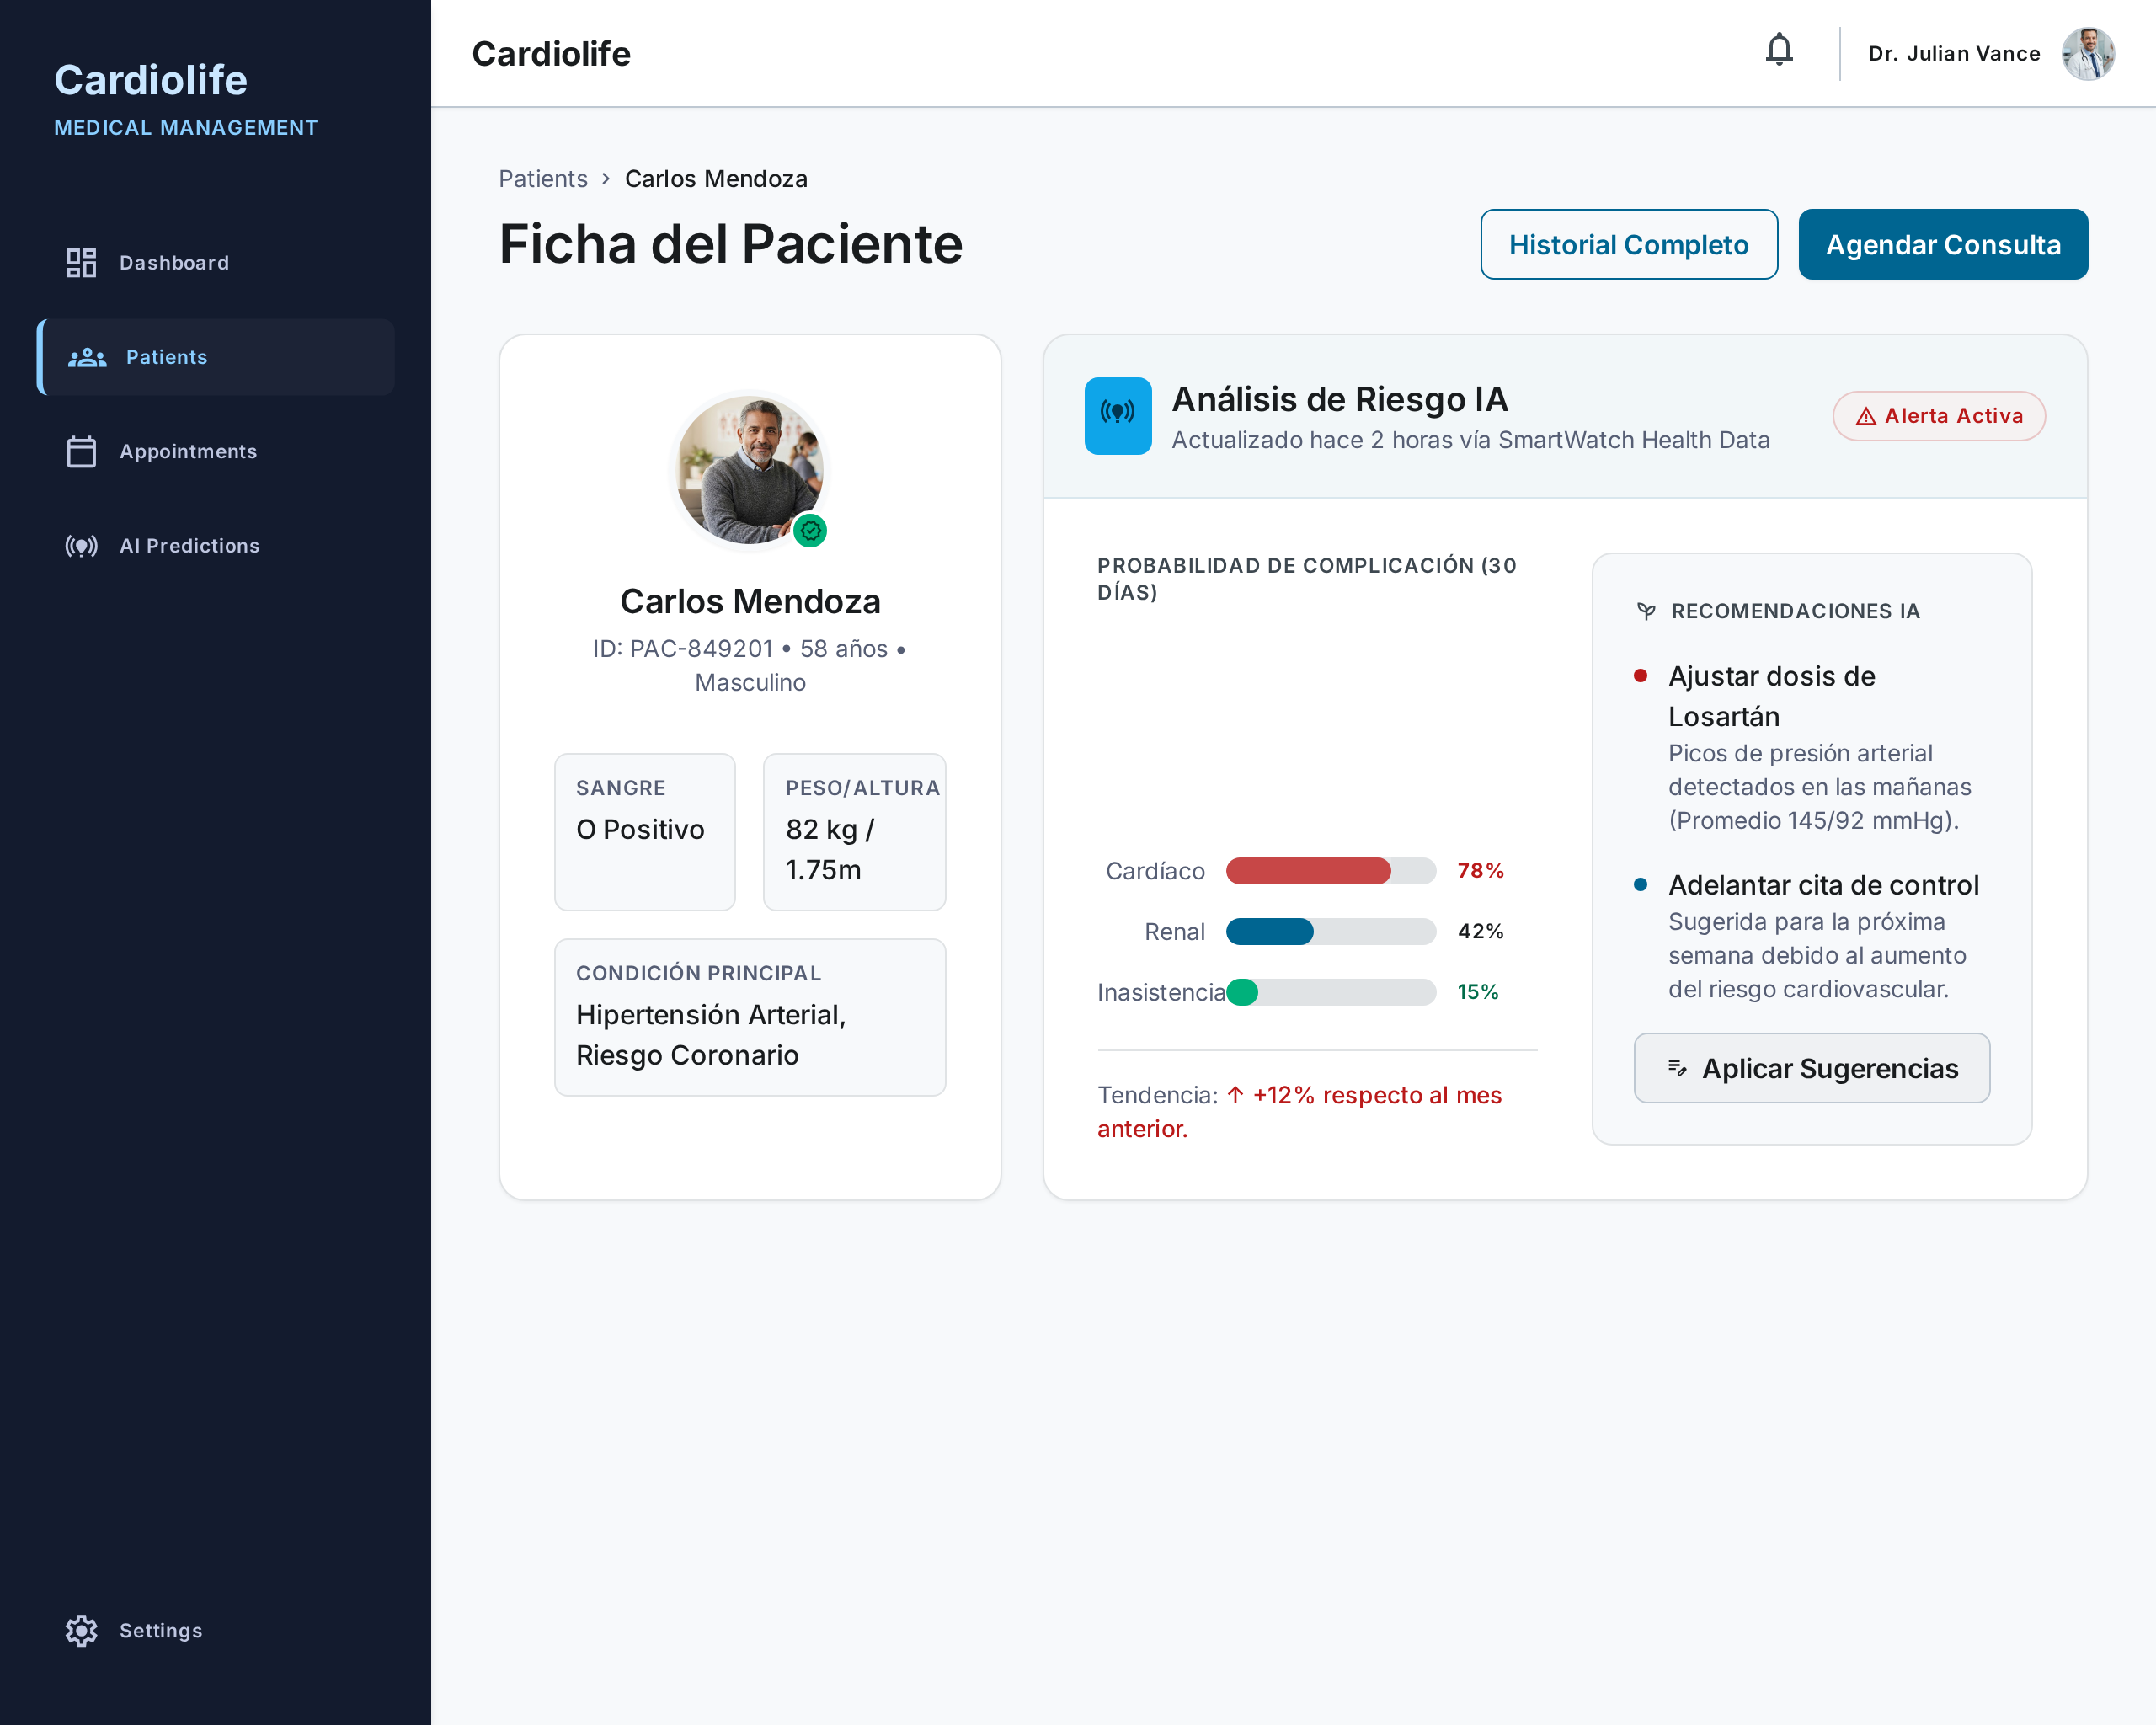 Cardiolife
MEDICAL MANAGEMENT
Dashboard
Patients
Appointments
AI Predictions
Settings
Cardiolife
Dr. Julian Vance
Patients > Carlos Mendoza
Ficha del Paciente
Historial Completo
Agendar Consulta
Carlos Mendoza
ID: PAC-849201 • 58 años •
Masculino
SANGRE
O Positivo
PESO/ALTURA
82 kg /
1.75m
CONDICIÓN PRINCIPAL
Hipertensión Arterial,
Riesgo Coronario
Análisis de Riesgo IA
Actualizado hace 2 horas vía SmartWatch Health Data
Alerta Activa
PROBABILIDAD DE COMPLICACIÓN (30
DÍAS)
Cardíaco 78%
Renal 42%
Inasistencia 15%
Tendencia: ↑ +12% respecto al mes
anterior.
RECOMENDACIONES IA
Ajustar dosis de
Losartán
Picos de presión arterial
detectados en las mañanas
(Promedio 145/92 mmHg).
Adelantar cita de control
Sugerida para la próxima
semana debido al aumento
del riesgo cardiovascular.
Aplicar Sugerencias